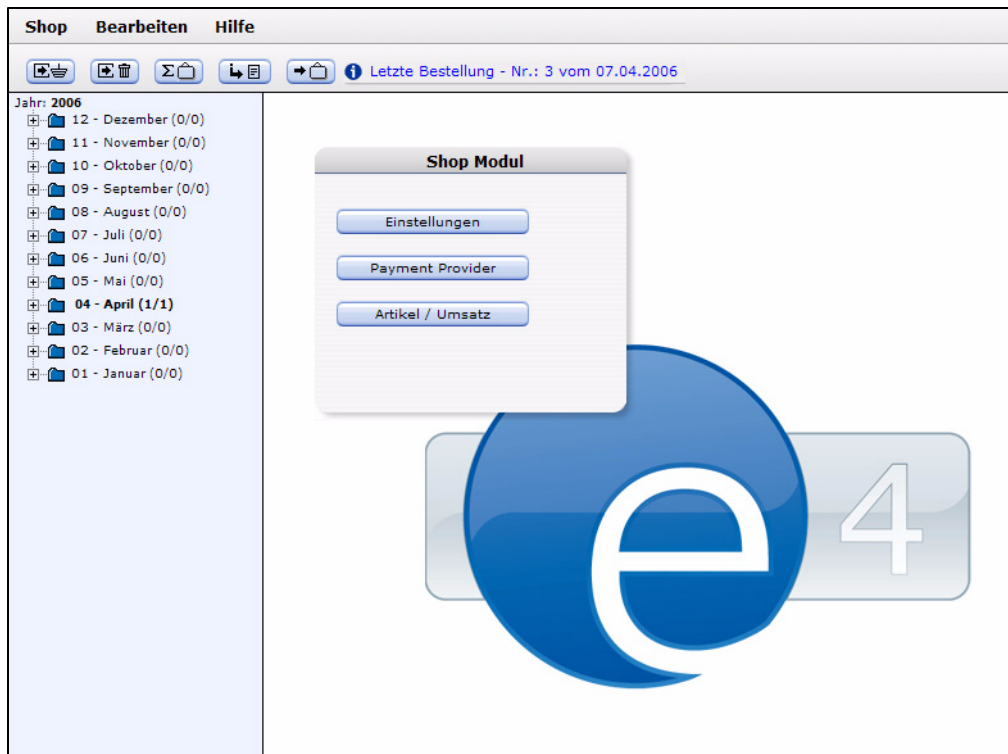 Shop Bearbeiten Hilfe
Letzte Bestellung - Nr.: 3 vom 07.04.2006
Jahr: 2006
12 - Dezember (0/0)
11 - November (0/0)
10 - Oktober (0/0)
09 - September (0/0)
08 - August (0/0)
07 - Juli (0/0)
06 - Juni (0/0)
05 - Mai (0/0)
04 - April (1/1)
03 - März (0/0)
02 - Februar (0/0)
01 - Januar (0/0)
Shop Modul
Einstellungen
Payment Provider
Artikel / Umsatz
e 4